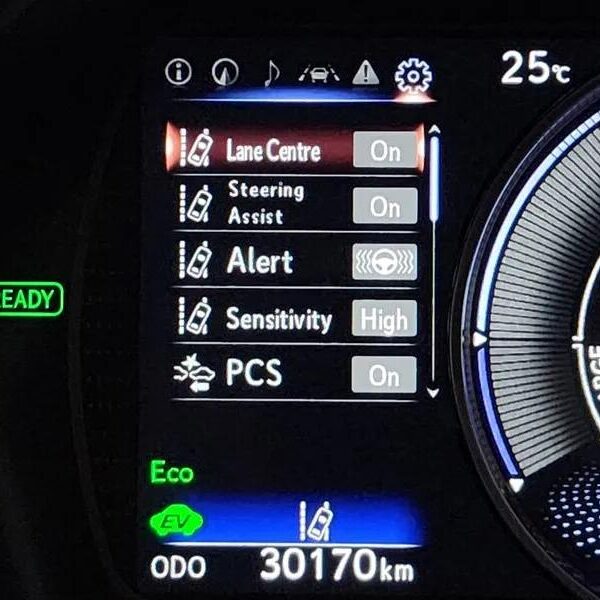 25°C
Lane Centre On
Steering
Assist On
Alert
Sensitivity High
PCS On
EADY
Eco
EV
ODO 30170km